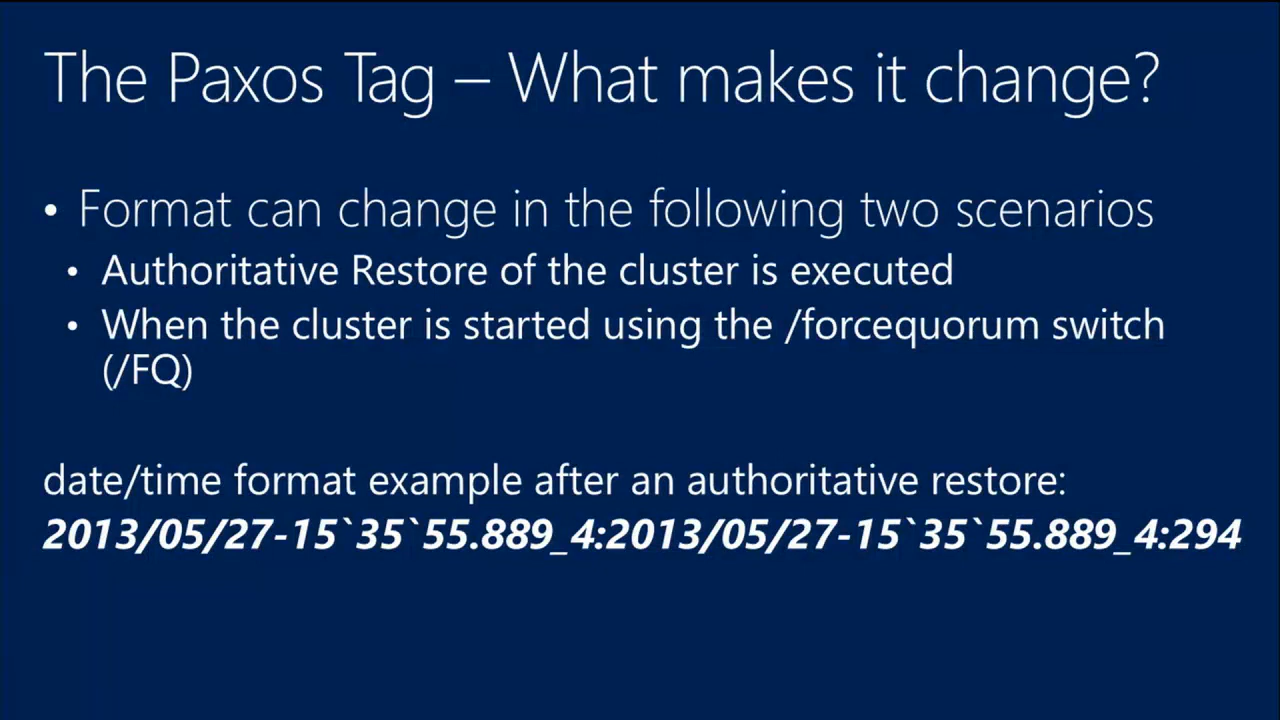 The Paxos Tag – What makes it change?
• Format can change in the following two scenarios
• Authoritative Restore of the cluster is executed
• When the cluster is started using the /forcequorum switch
(/FQ)
date/time format example after an authoritative restore:
2013/05/27-15`35`55.889_4:2013/05/27-15`35`55.889_4:294